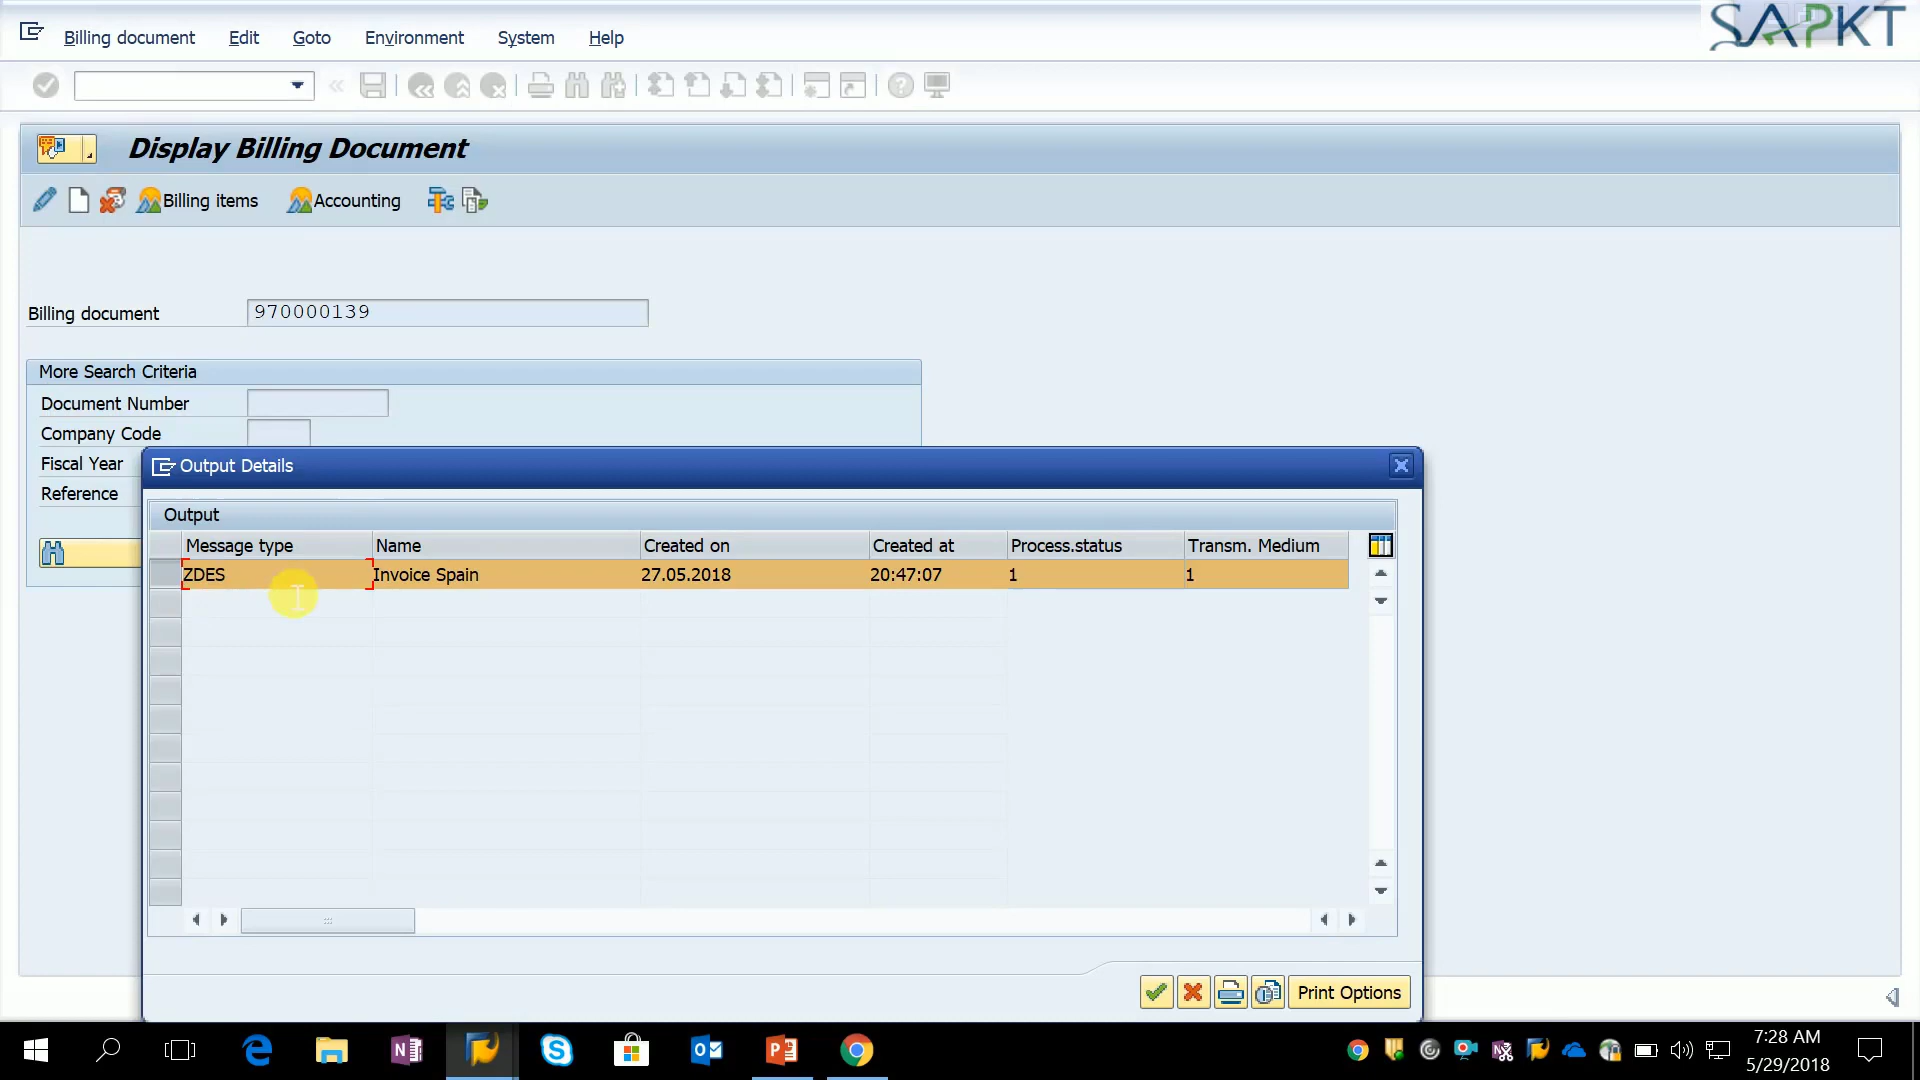 SAPKT
Billing document Edit Goto Environment System Help
Display Billing Document
Billing items Accounting
Billing document 970000139
More Search Criteria
Document Number
Company Code
Fiscal Year
Reference
Output Details
Output
Message type Name Created on Created at Process.status Transm. Medium
ZDES Invoice Spain 27.05.2018 20:47:07 1 1
Print Options
7:28 AM
5/29/2018